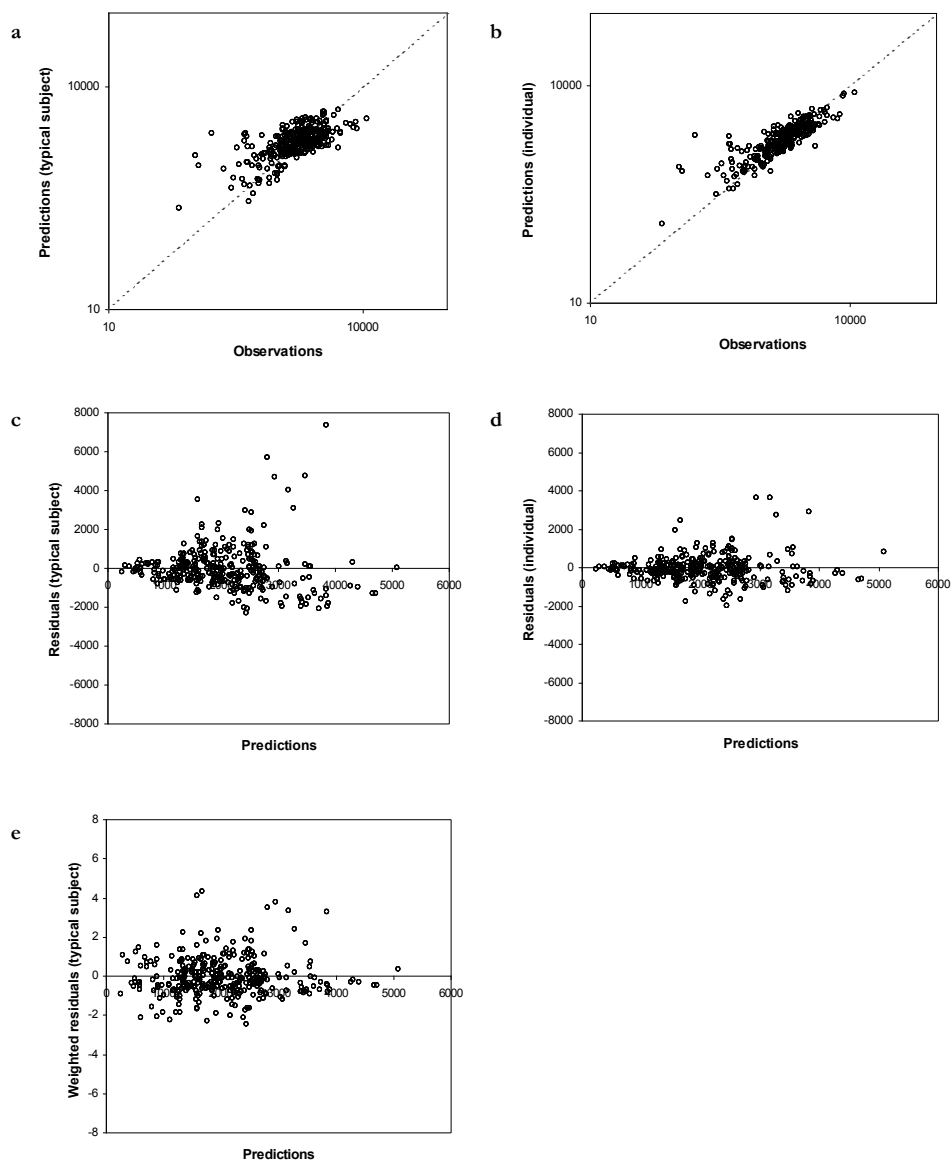 a
Predictions (typical subject)
10000
10
10
10000
Observations
b
Predictions (individual)
10000
10
10
10000
Observations
c
Residuals (typical subject)
8000
6000
4000
2000
0
-2000
-4000
-6000
-8000
0 1000 2000 3000 4000 5000 6000
Predictions
d
Residuals (individual)
8000
6000
4000
2000
0
-2000
-4000
-6000
-8000
0 1000 2000 3000 4000 5000 6000
Predictions
e
Weighted residuals (typical subject)
8
6
4
2
0
-2
-4
-6
-8
0 1000 2000 3000 4000 5000 6000
Predictions